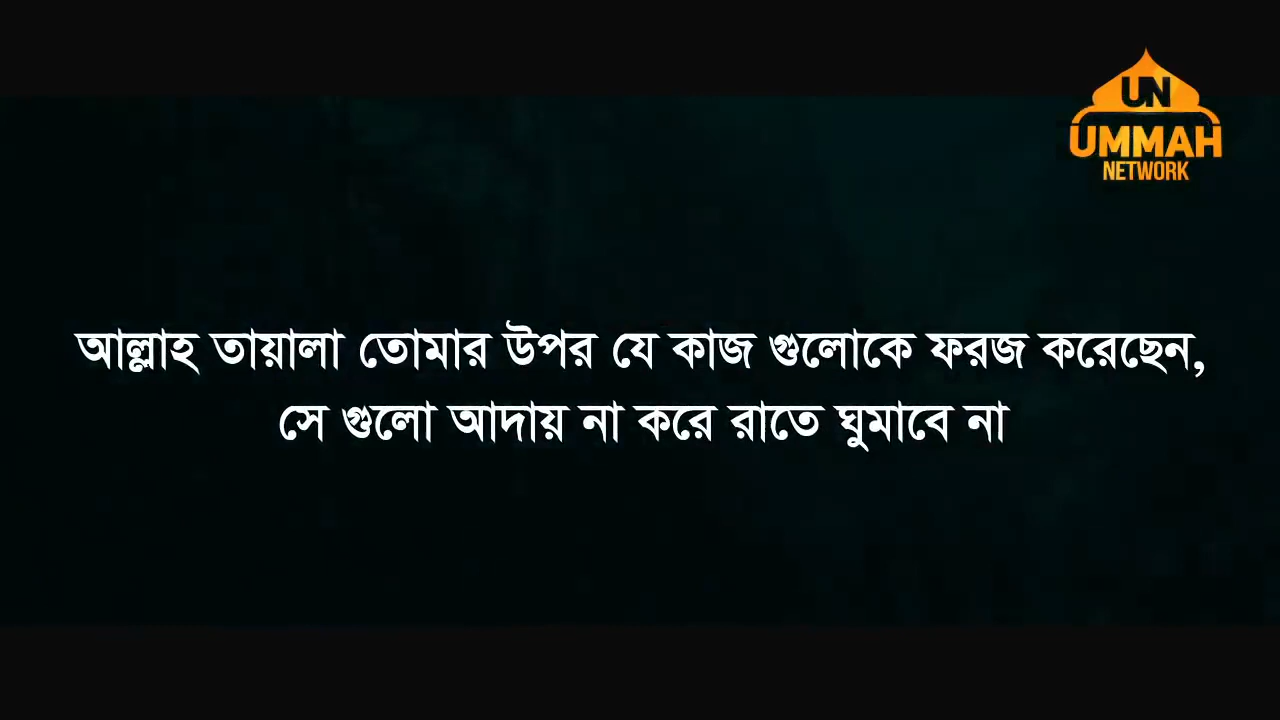 UN
UMMAH
NETWORK
আল্লাহ তায়ালা তোমার উপর যে কাজ গুলোকে ফরজ করেছেন,
সে গুলো আদায় না করে রাতে ঘুমাবে না